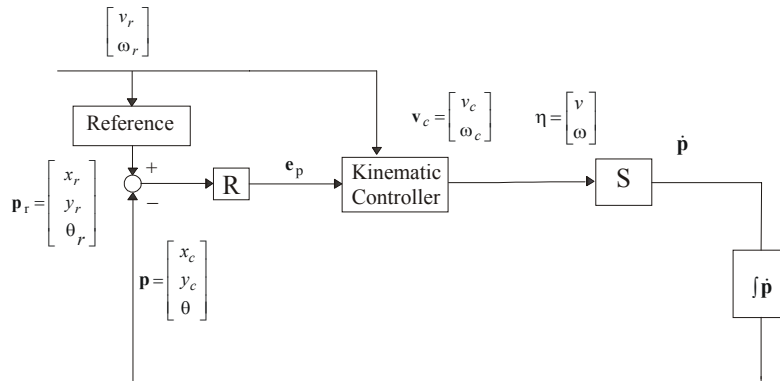 [v_r
ω_r]
Reference
v_c = [v_c
ω_c]
η = [v
ω]
ṗ
+
−
R
e_p
Kinematic
Controller
S
p_r = [x_r
y_r
θ_r]
p = [x_c
y_c
θ]
∫ṗ